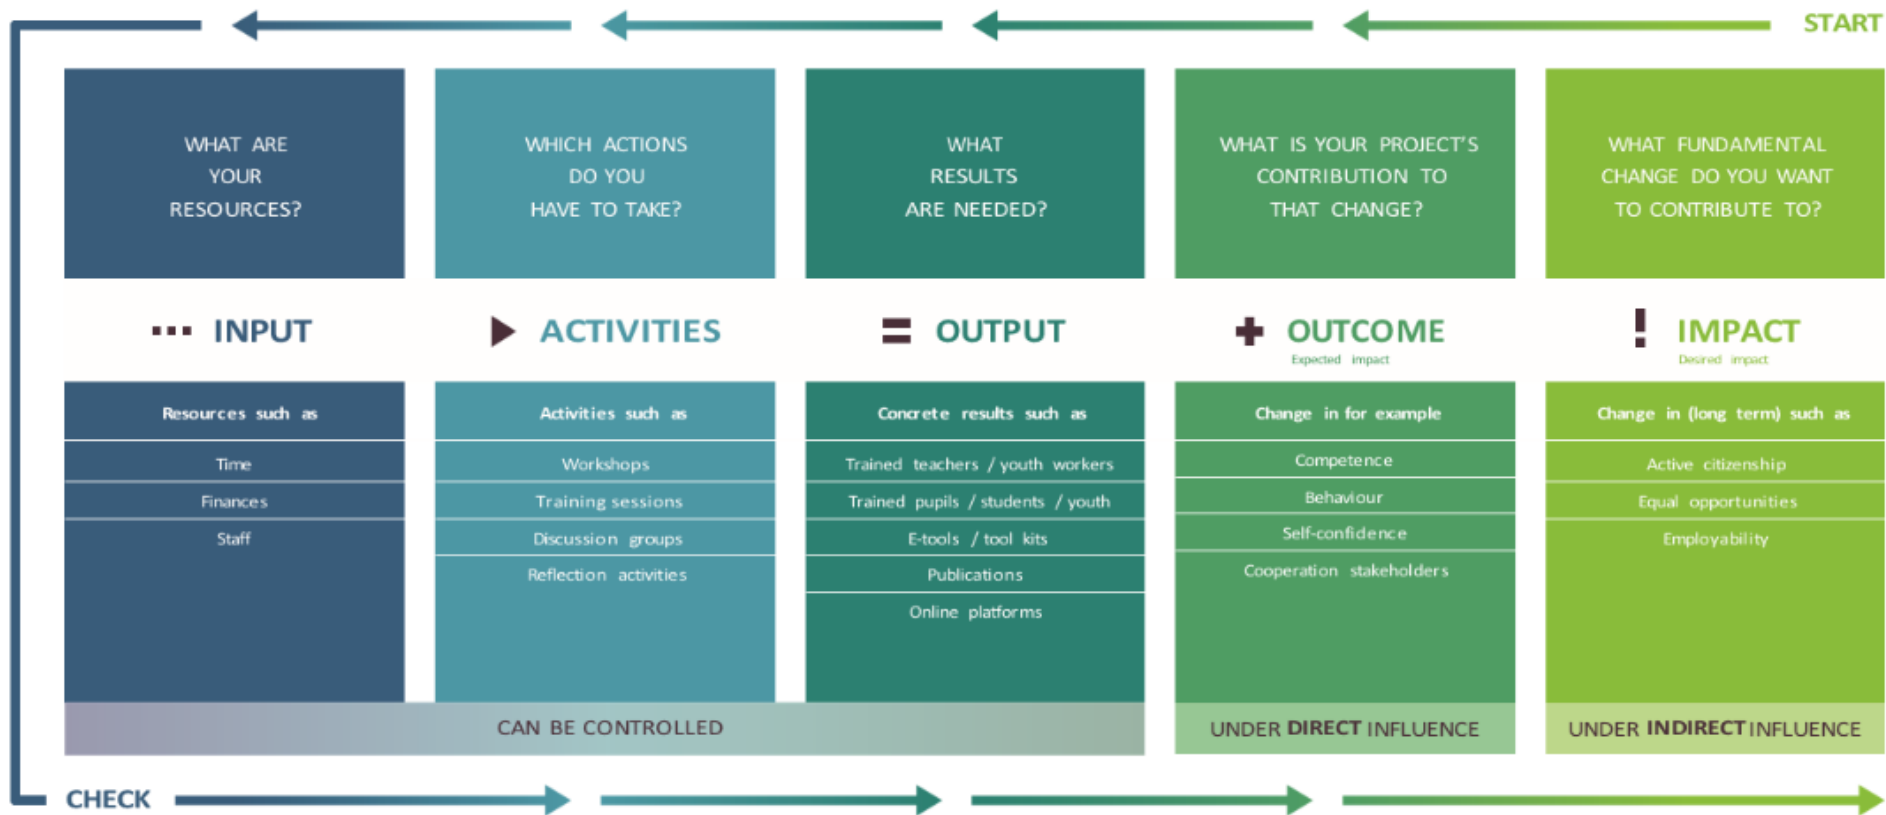 START
WHAT ARE
YOUR
RESOURCES?
WHICH ACTIONS
DO YOU
HAVE TO TAKE?
WHAT
RESULTS
ARE NEEDED?
WHAT IS YOUR PROJECT'S
CONTRIBUTION TO
THAT CHANGE?
WHAT FUNDAMENTAL
CHANGE DO YOU WANT
TO CONTRIBUTE TO?
INPUT
ACTIVITIES
OUTPUT
OUTCOME
Expected impact
IMPACT
Desired impact
Resources such as
Time
Finances
Staff
Activities such as
Workshops
Training sessions
Discussion groups
Reflection activities
Concrete results such as
Trained teachers / youth workers
Trained pupils / students / youth
E-tools / tool kits
Publications
Online platforms
Change in for example
Competence
Behaviour
Self-confidence
Cooperation stakeholders
Change in (long term) such as
Active citizenship
Equal opportunities
Employability
CAN BE CONTROLLED
UNDER DIRECT INFLUENCE
UNDER INDIRECT INFLUENCE
CHECK